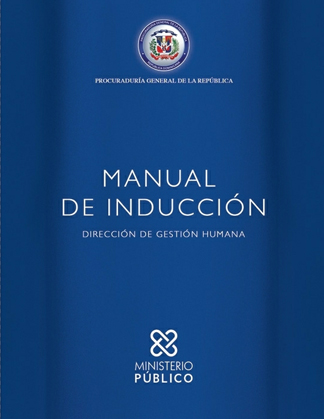 PROCURADURÍA GENERAL DE LA REPÚBLICA
MANUAL
DE INDUCCIÓN
DIRECCIÓN DE GESTIÓN HUMANA
MINISTERIO
PÚBLICO